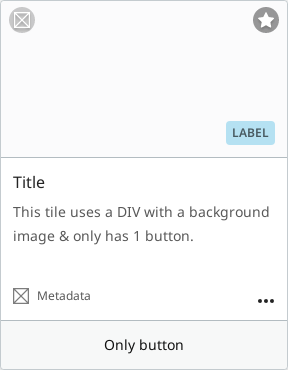 LABEL
Title
This tile uses a DIV with a background
image & only has 1 button.
Metadata
Only button